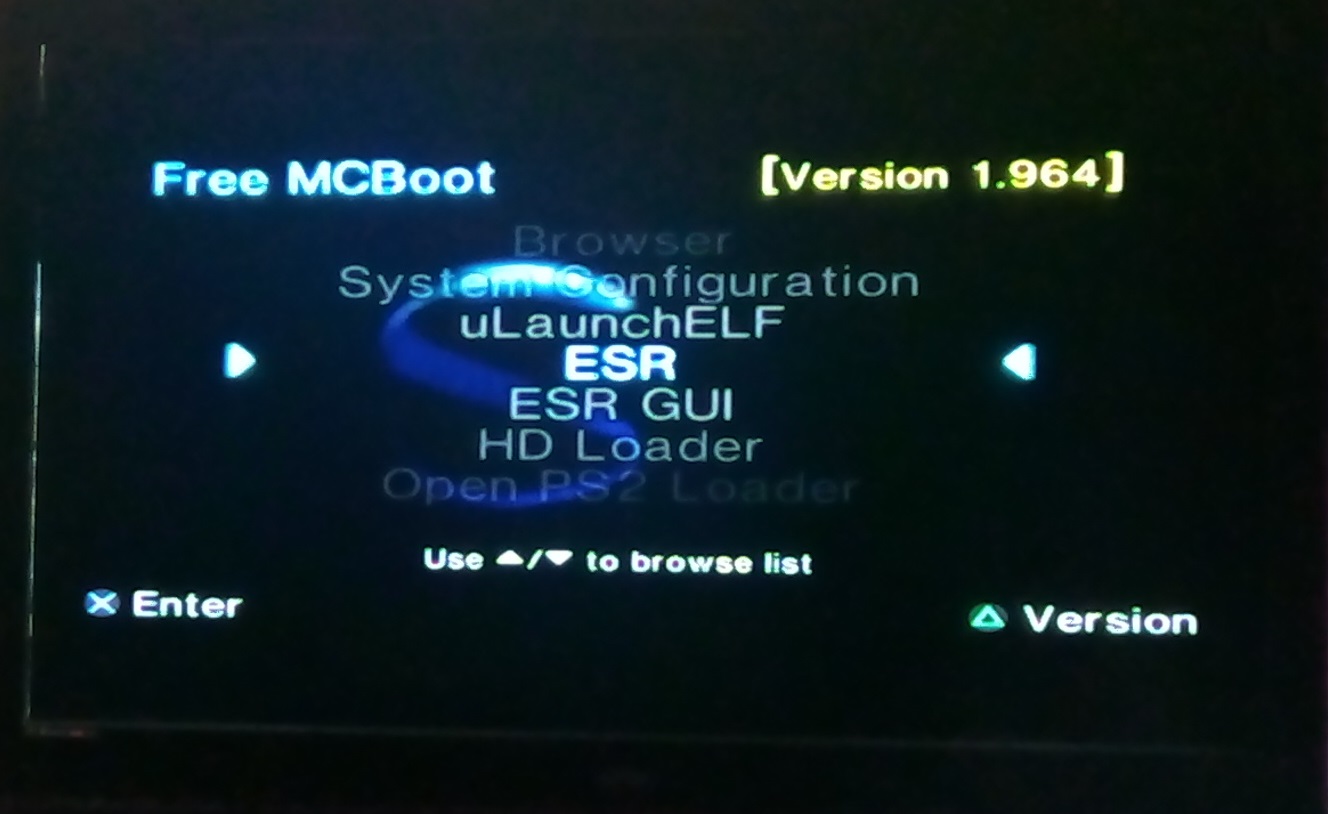 Free MCBoot [Version 1.964]
Browser
System Configuration
uLaunchELF
ESR
ESR GUI
HD Loader
Open PS2 Loader
Use ▲/▼ to browse list
Enter
Version